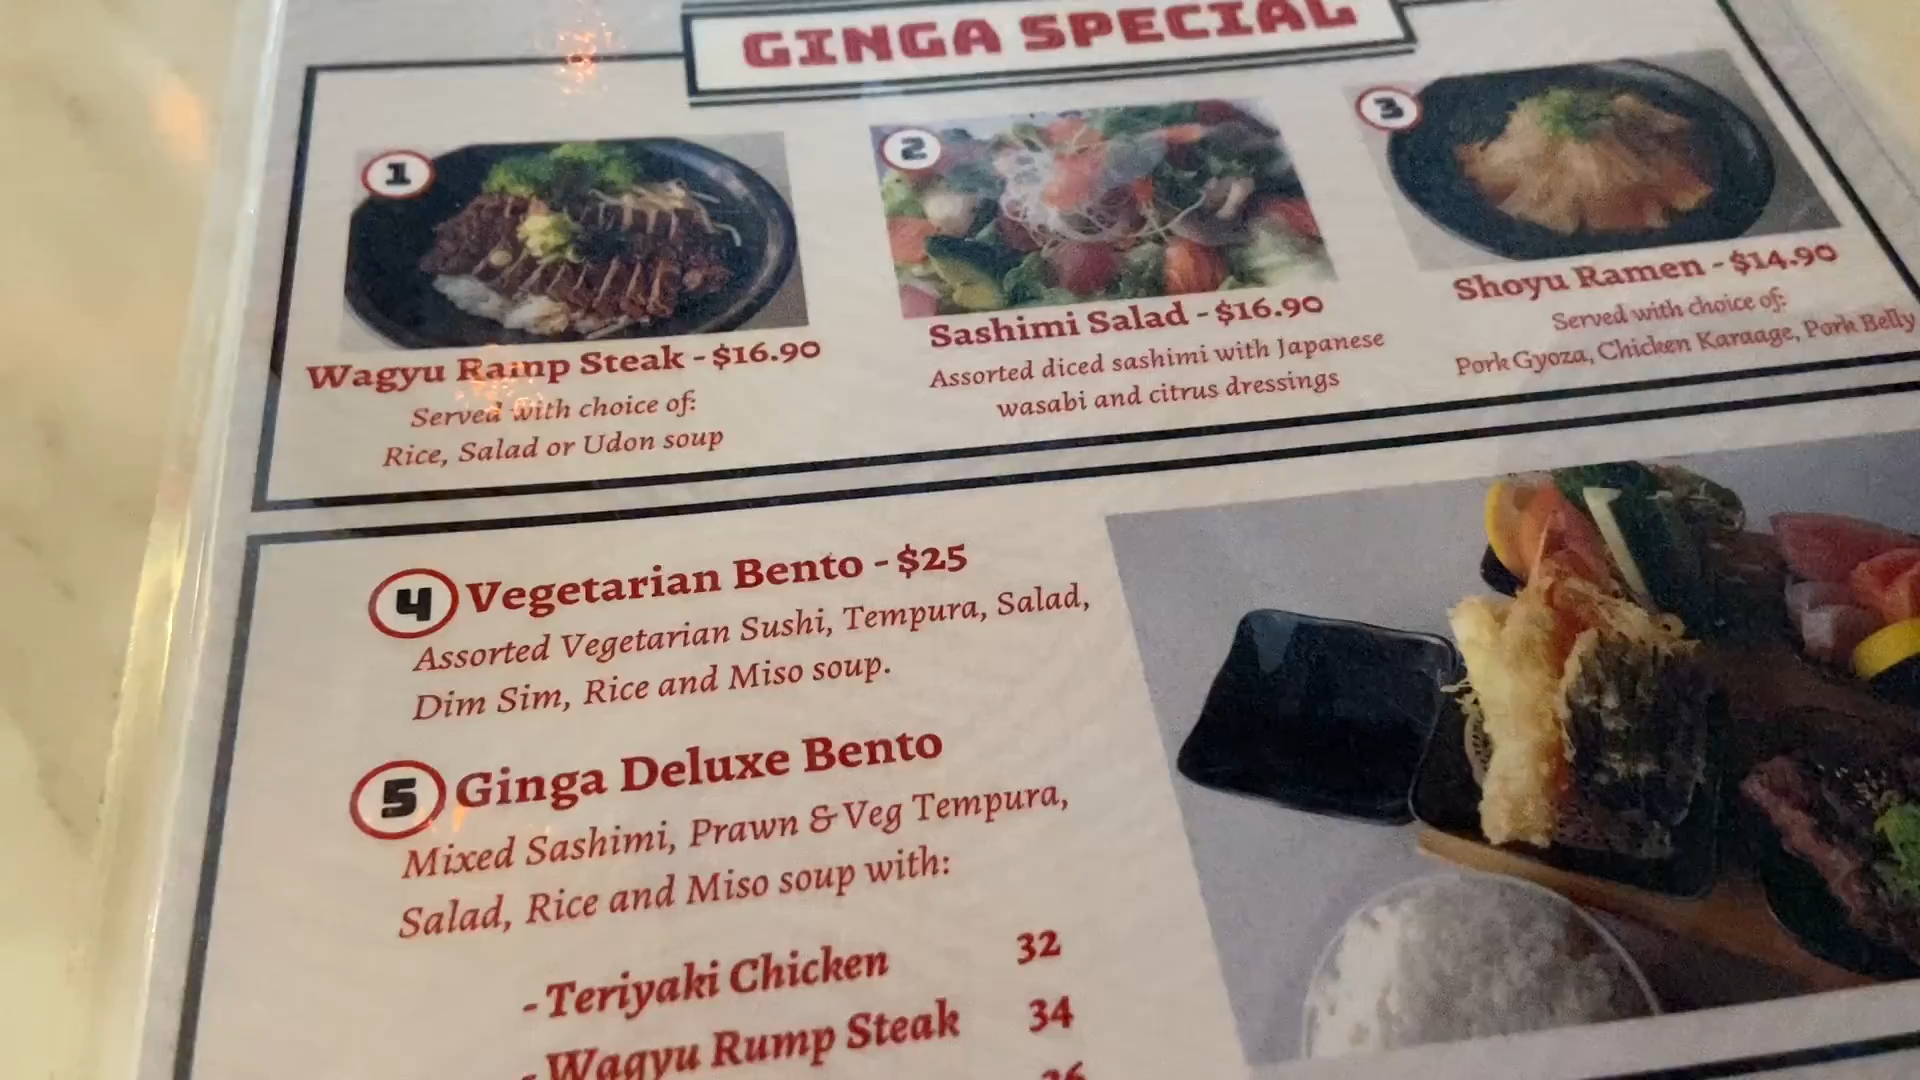 GINGA SPECIAL
1
Wagyu Rump Steak - $16.90
Served with choice of:
Rice, Salad or Udon soup
2
Sashimi Salad - $16.90
Assorted diced sashimi with Japanese
wasabi and citrus dressings
3
Shoyu Ramen - $14.90
Served with choice of:
Pork Gyoza, Chicken Karaage, Pork Belly
4 Vegetarian Bento - $25
Assorted Vegetarian Sushi, Tempura, Salad,
Dim Sim, Rice and Miso soup.
5 Ginga Deluxe Bento
Mixed Sashimi, Prawn & Veg Tempura,
Salad, Rice and Miso soup with:
- Teriyaki Chicken 32
- Wagyu Rump Steak 34